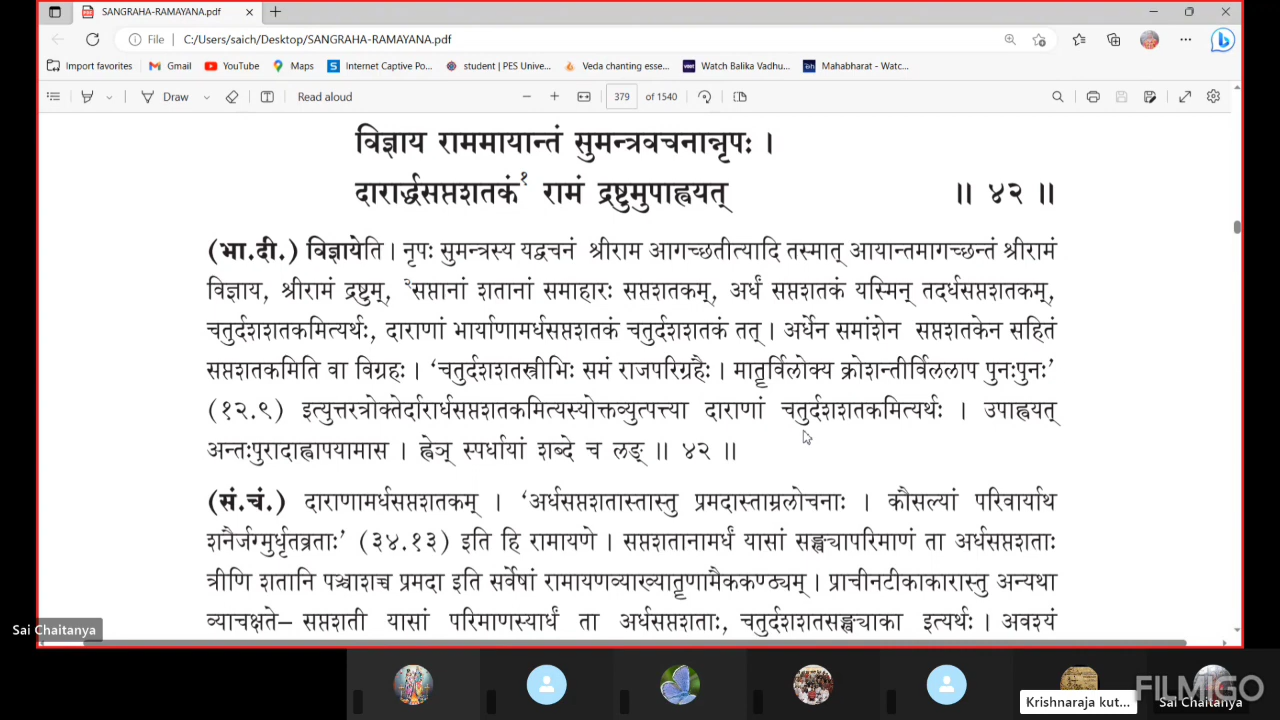 SANGRAHA-RAMAYANA.pdf
File C:/Users/saich/Desktop/SANGRAHA-RAMAYANA.pdf
Import favorites Gmail YouTube Maps Internet Captive Po... student | PES Unive... Veda chanting esse... Watch Balika Vadhu... Mahabharat - Watc...
Draw Read aloud 379 of 1540
विज्ञाय राममायान्तं सुमन्त्रवचनान्नृपः ।
दारार्द्धसप्तशतकं१ रामं द्रष्टुमुपाह्वयत् ॥ ४२ ॥
(भा.दी.) विज्ञायेति । नृपः सुमन्त्रस्य यद्वचनं श्रीराम आगच्छतीत्यादि तस्मात् आयान्तमागच्छन्तं श्रीरामं
विज्ञाय, श्रीरामं द्रष्टुम्, २सप्तानां शतानां समाहारः सप्तशतकम्, अर्धं सप्तशतकं यस्मिन् तदर्धसप्तशतकम्,
चतुर्दशशतकमित्यर्थः, दाराणां भार्याणामर्धसप्तशतकं चतुर्दशशतकं तत् । अर्धेन समांशेन सप्तशतकेन सहितं
सप्तशतकमिति वा विग्रहः । ‘चतुर्दशशतस्त्रीभिः समं राजपरिग्रहैः । मातॄर्विलोक्य क्रोशन्तीर्विललाप पुनःपुनः’
(१२.९) इत्युत्तरत्रोक्तेर्दारार्धसप्तशतकमित्यस्योक्तव्युत्पत्त्या दाराणां चतुर्दशशतकमित्यर्थः । उपाह्वयत्
अन्तःपुरादाह्वापयामास । ह्वेञ् स्पर्धायां शब्दे च लङ् ॥ ४२ ॥
(सं.चं.) दाराणामर्धसप्तशतकम् । ‘अर्धसप्तशतास्तास्तु प्रमदास्ताम्रलोचनाः । कौसल्यां परिवार्याथ
शनैर्जग्मुर्धृतव्रताः’ (३४.१३) इति हि रामायणे । सप्तशतानामर्धं यासां सङ्ख्यापरिमाणं ता अर्धसप्तशताः
त्रीणि शतानि पञ्चाशच्च प्रमदा इति सर्वेषां रामायणव्याख्यातॄणामैककण्ठ्यम् । प्राचीनटीकाकारास्तु अन्यथा
व्याचक्षते– सप्तशती यासां परिमाणस्यार्धं ता अर्धसप्तशताः, चतुर्दशशतसङ्ख्याका इत्यर्थः । अवश्यं
Sai Chaitanya
Krishnaraja kut... Sai Chaitanya
FILMIGO